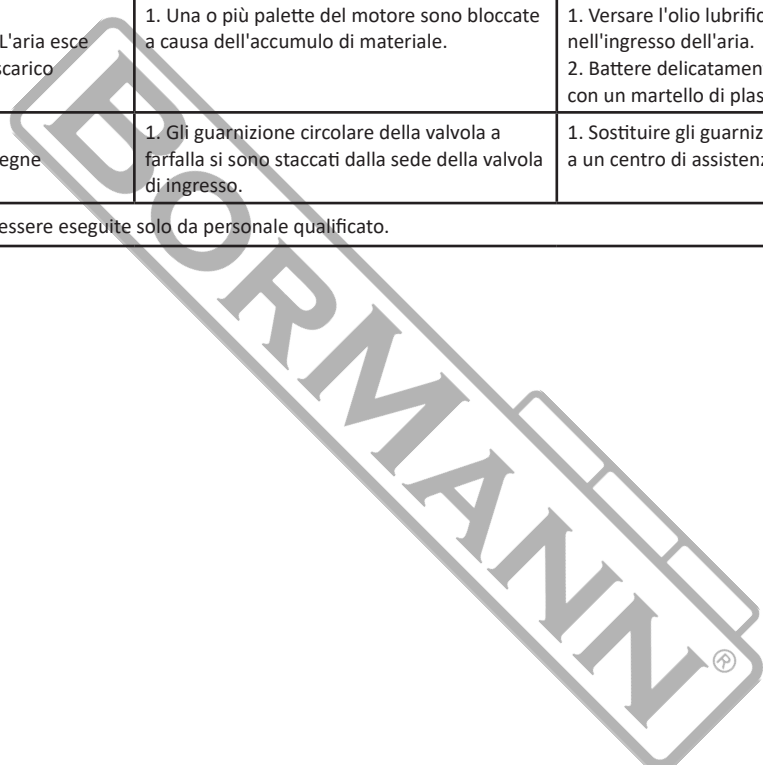 L'aria esce
scarico
1. Una o più palette del motore sono bloccate
a causa dell'accumulo di materiale.
1. Versare l'olio lubrific
nell'ingresso dell'aria.
2. Battere delicatamen
con un martello di plas
egne
1. Gli guarnizione circolare della valvola a
farfalla si sono staccati dalla sede della valvola
di ingresso.
1. Sostituire gli guarniz
a un centro di assisten
essere eseguite solo da personale qualificato.
BORMANN®